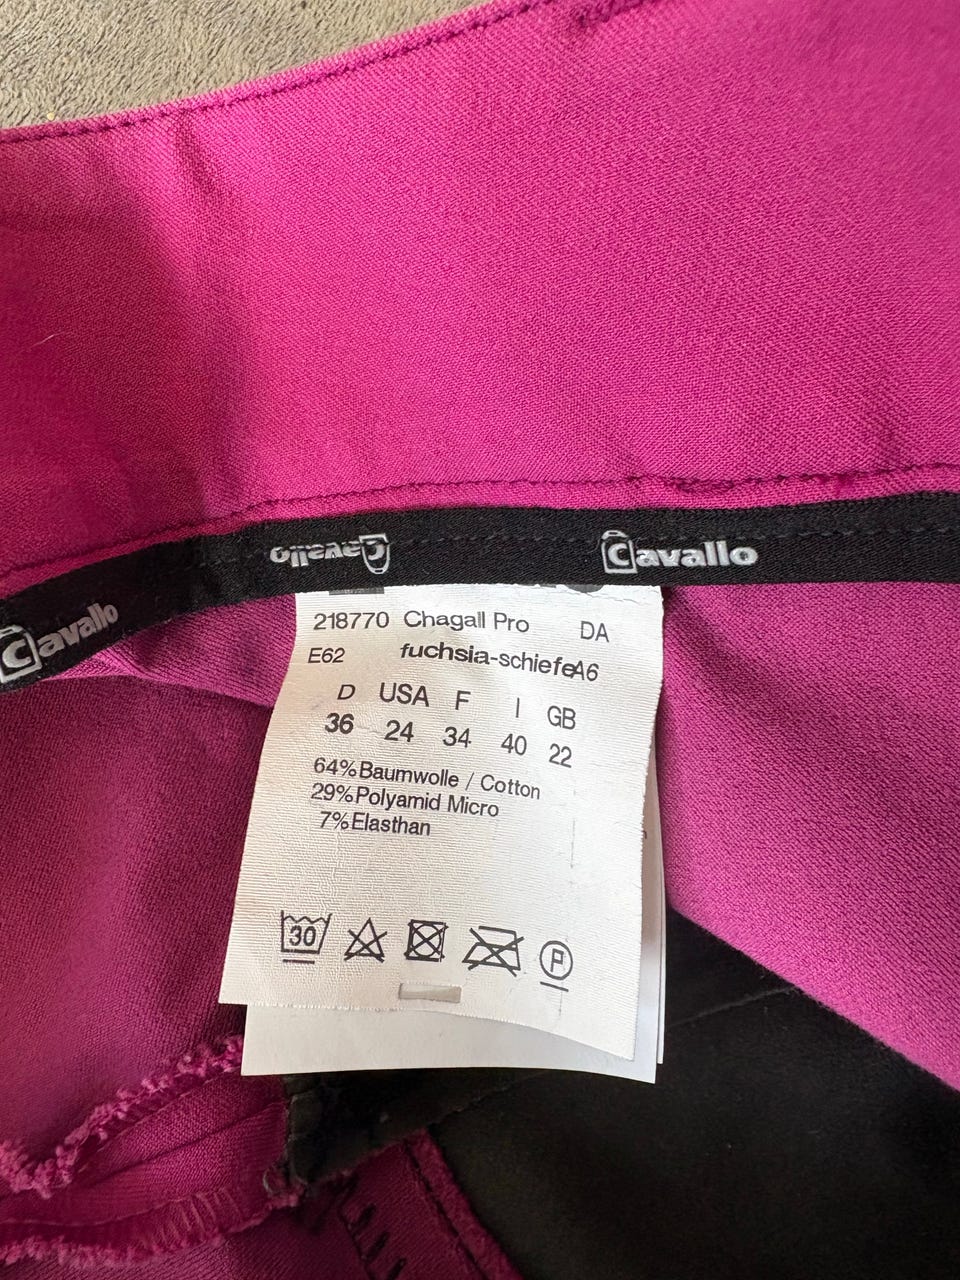 Cavallo
Cavallo
Cavallo
218770 Chagall Pro DA
E62 fuchsia-schiefeA6
D USA F I GB
36 24 34 40 22
64%Baumwolle / Cotton
29%Polyamid Micro
7%Elasthan
30
P